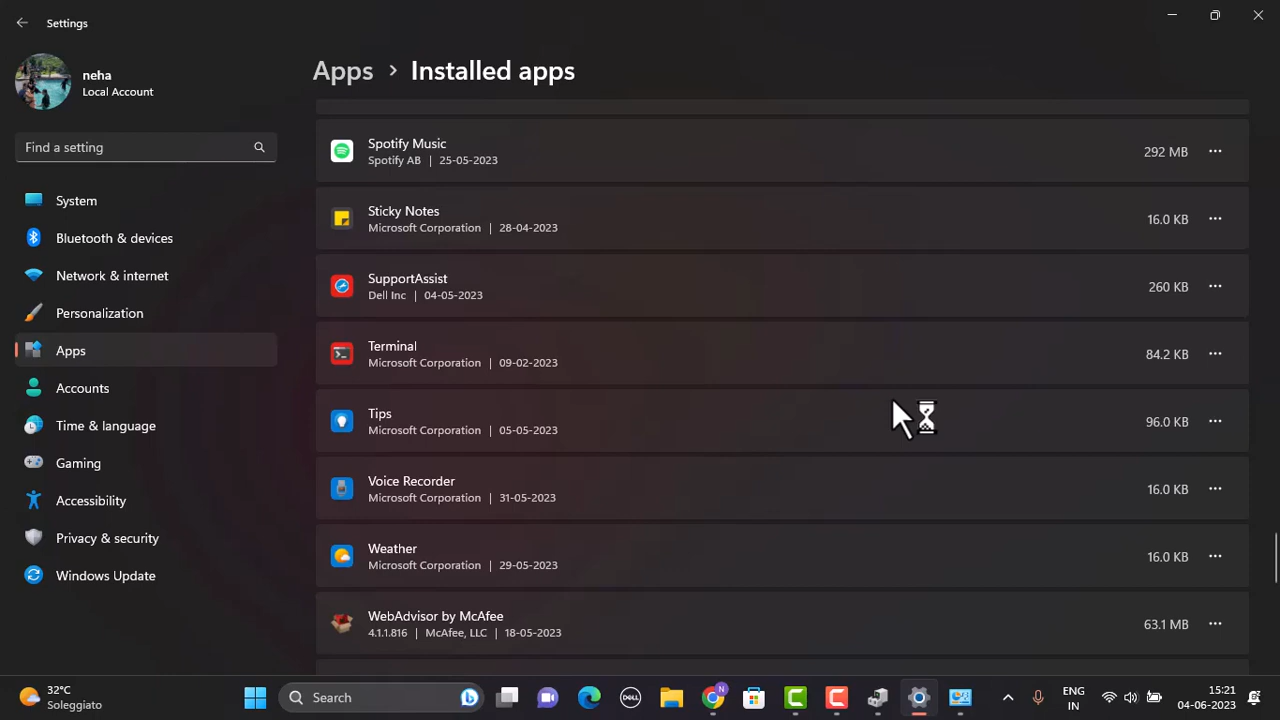 Settings
neha
Local Account
Find a setting
System
Bluetooth & devices
Network & internet
Personalization
Apps
Accounts
Time & language
Gaming
Accessibility
Privacy & security
Windows Update
Apps > Installed apps
Spotify Music
Spotify AB | 25-05-2023
292 MB
Sticky Notes
Microsoft Corporation | 28-04-2023
16.0 KB
SupportAssist
Dell Inc | 04-05-2023
260 KB
Terminal
Microsoft Corporation | 09-02-2023
84.2 KB
Tips
Microsoft Corporation | 05-05-2023
96.0 KB
Voice Recorder
Microsoft Corporation | 31-05-2023
16.0 KB
Weather
Microsoft Corporation | 29-05-2023
16.0 KB
WebAdvisor by McAfee
4.1.1.816 | McAfee, LLC | 18-05-2023
63.1 MB
32°C
Soleggiato
Search
DELL
N
ENG
IN
15:21
04-06-2023